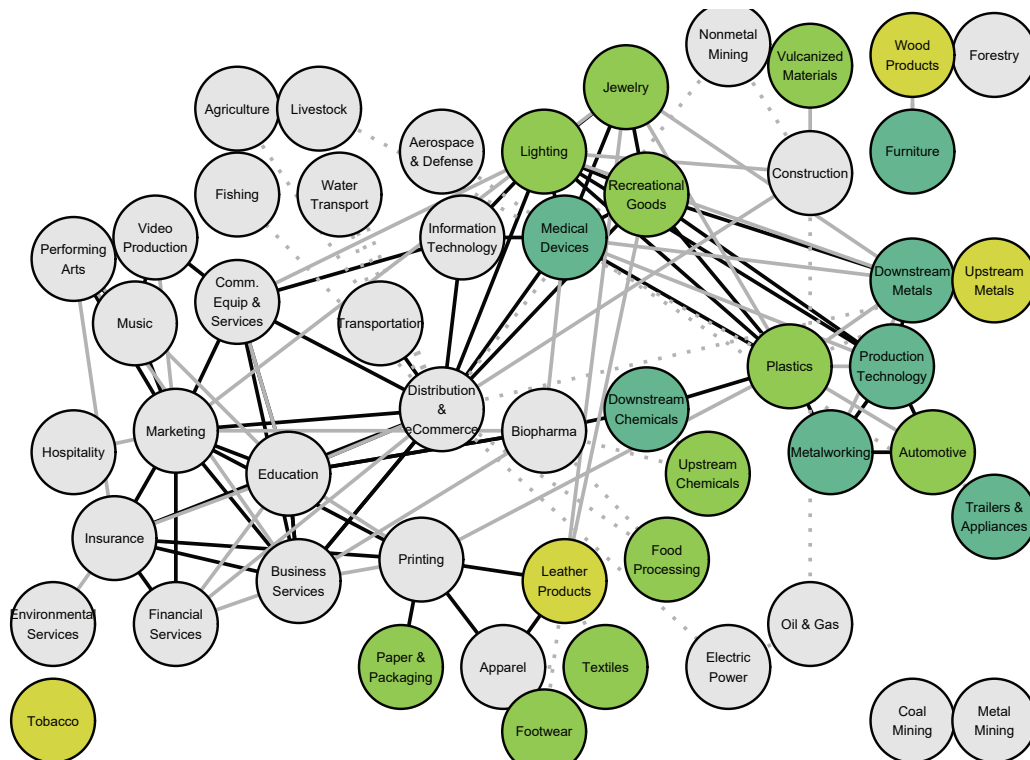 Nonmetal
Mining
Vulcanized
Materials
Wood
Products
Forestry
Jewelry
Agriculture
Livestock
Aerospace
& Defense
Lighting
Furniture
Fishing
Water
Transport
Recreational
Goods
Construction
Performing
Arts
Video
Production
Information
Technology
Medical
Devices
Downstream
Metals
Upstream
Metals
Comm.
Equip &
Services
Music
Transportation
Plastics
Production
Technology
Distribution
&
eCommerce
Downstream
Chemicals
Hospitality
Marketing
Biopharma
Metalworking
Automotive
Education
Upstream
Chemicals
Trailers &
Appliances
Insurance
Printing
Food
Processing
Business
Services
Leather
Products
Environmental
Services
Financial
Services
Oil & Gas
Paper &
Packaging
Apparel
Textiles
Electric
Power
Tobacco
Footwear
Coal
Mining
Metal
Mining